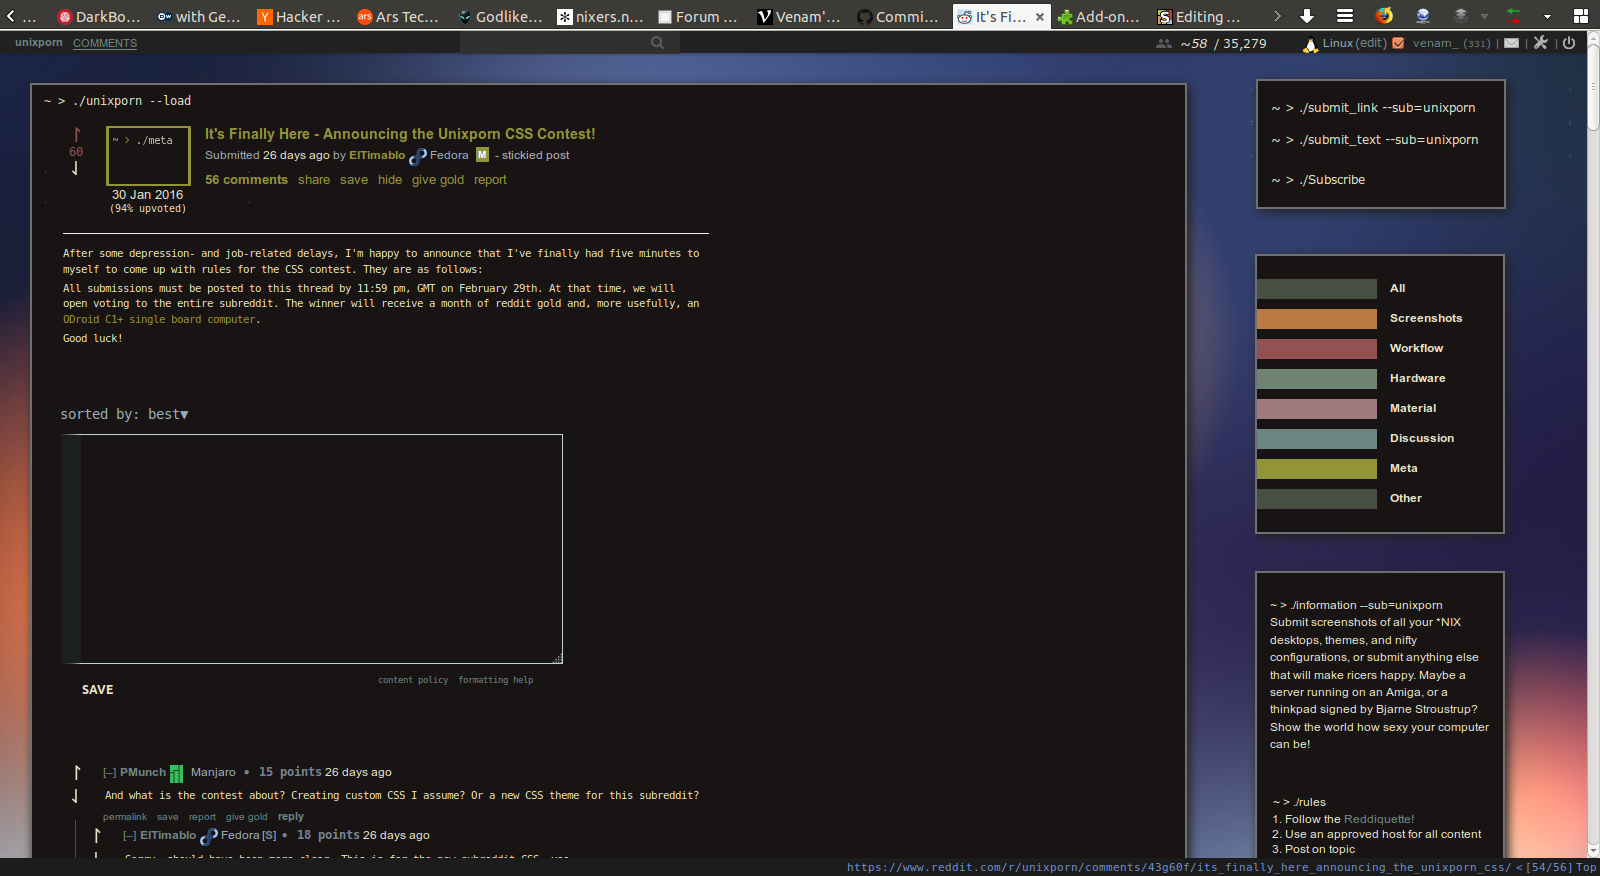 ... DarkBo... with Ge... Hacker ... Ars Tec... Godlike... nixers.n... Forum ... Venam'... Commi... It's Fi... Add-on... Editing ...
unixporn COMMENTS ~58 / 35,279 Linux (edit) venam_ (331) | | |
~ > ./unixporn --load
60
~ > ./meta
30 Jan 2016
(94% upvoted)
It's Finally Here - Announcing the Unixporn CSS Contest!
Submitted 26 days ago by ElTimablo Fedora M - stickied post
56 comments share save hide give gold report
After some depression- and job-related delays, I'm happy to announce that I've finally had five minutes to
myself to come up with rules for the CSS contest. They are as follows:
All submissions must be posted to this thread by 11:59 pm, GMT on February 29th. At that time, we will
open voting to the entire subreddit. The winner will receive a month of reddit gold and, more usefully, an
ODroid C1+ single board computer.
Good luck!
sorted by: best▼
content policy formatting help
SAVE
[–] PMunch Manjaro • 15 points 26 days ago
And what is the contest about? Creating custom CSS I assume? Or a new CSS theme for this subreddit?
permalink save report give gold reply
[–] ElTimablo Fedora [S] • 18 points 26 days ago
~ > ./submit_link --sub=unixporn
~ > ./submit_text --sub=unixporn
~ > ./Subscribe
All
Screenshots
Workflow
Hardware
Material
Discussion
Meta
Other
~ > ./information --sub=unixporn
Submit screenshots of all your *NIX
desktops, themes, and nifty
configurations, or submit anything else
that will make ricers happy. Maybe a
server running on an Amiga, or a
thinkpad signed by Bjarne Stroustrup?
Show the world how sexy your computer
can be!
~ > ./rules
1. Follow the Reddiquette!
2. Use an approved host for all content
3. Post on topic
https://www.reddit.com/r/unixporn/comments/43g60f/its_finally_here_announcing_the_unixporn_css/ < [54/56] Top